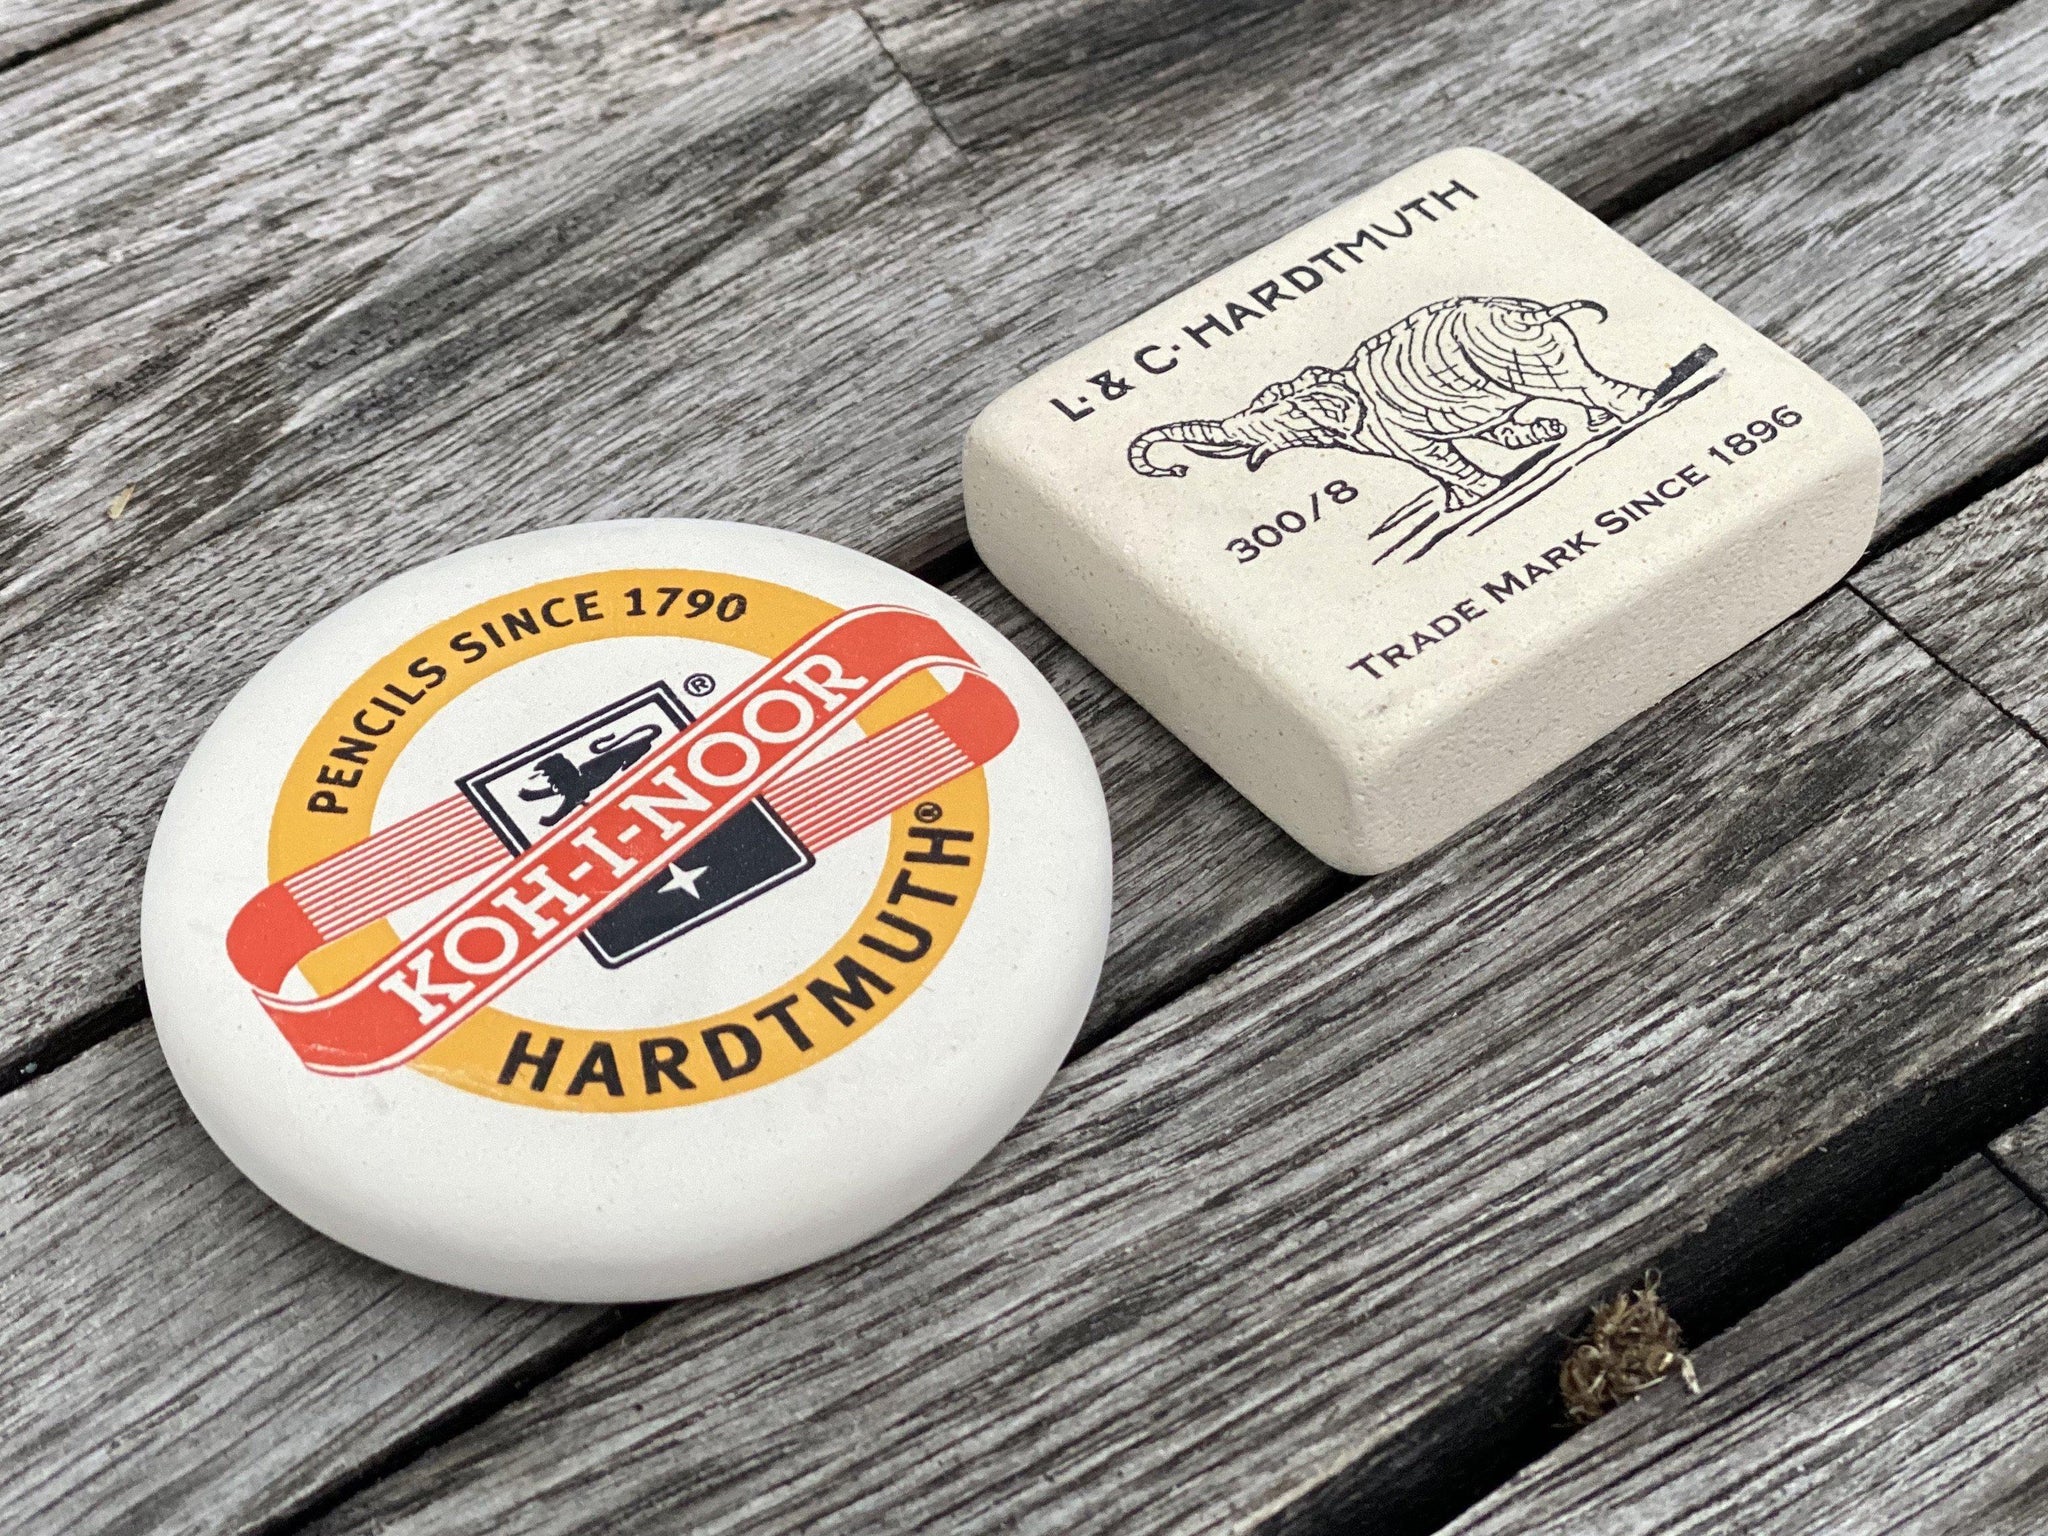 PENCILS SINCE 1790
®
KOH-I-NOOR
HARDTMUTH®
L. & C. HARDTMUTH
300/8
TRADE MARK SINCE 1896